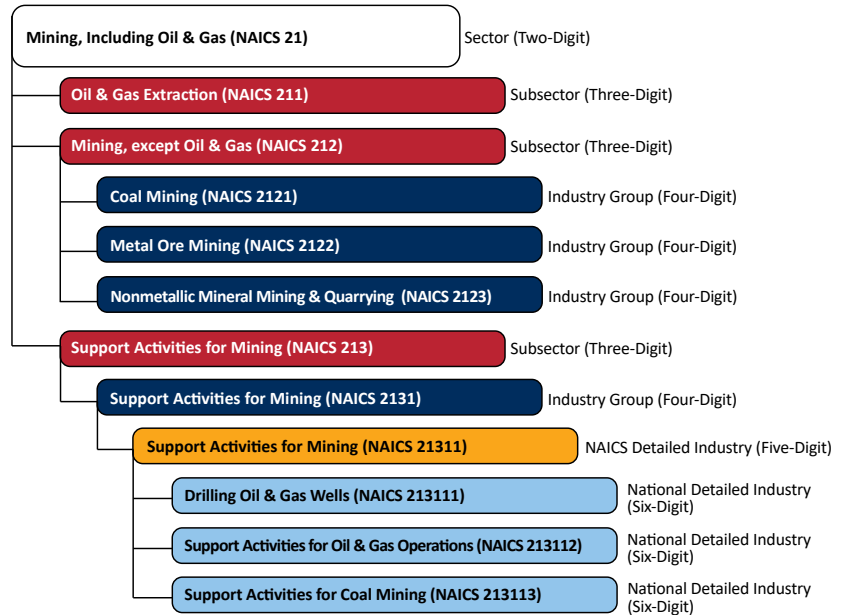 Mining, Including Oil & Gas (NAICS 21)
Sector (Two-Digit)
Oil & Gas Extraction (NAICS 211)
Subsector (Three-Digit)
Mining, except Oil & Gas (NAICS 212)
Subsector (Three-Digit)
Coal Mining (NAICS 2121)
Industry Group (Four-Digit)
Metal Ore Mining (NAICS 2122)
Industry Group (Four-Digit)
Nonmetallic Mineral Mining & Quarrying (NAICS 2123)
Industry Group (Four-Digit)
Support Activities for Mining (NAICS 213)
Subsector (Three-Digit)
Support Activities for Mining (NAICS 2131)
Industry Group (Four-Digit)
Support Activities for Mining (NAICS 21311)
NAICS Detailed Industry (Five-Digit)
Drilling Oil & Gas Wells (NAICS 213111)
National Detailed Industry
(Six-Digit)
Support Activities for Oil & Gas Operations (NAICS 213112)
National Detailed Industry
(Six-Digit)
Support Activities for Coal Mining (NAICS 213113)
National Detailed Industry
(Six-Digit)